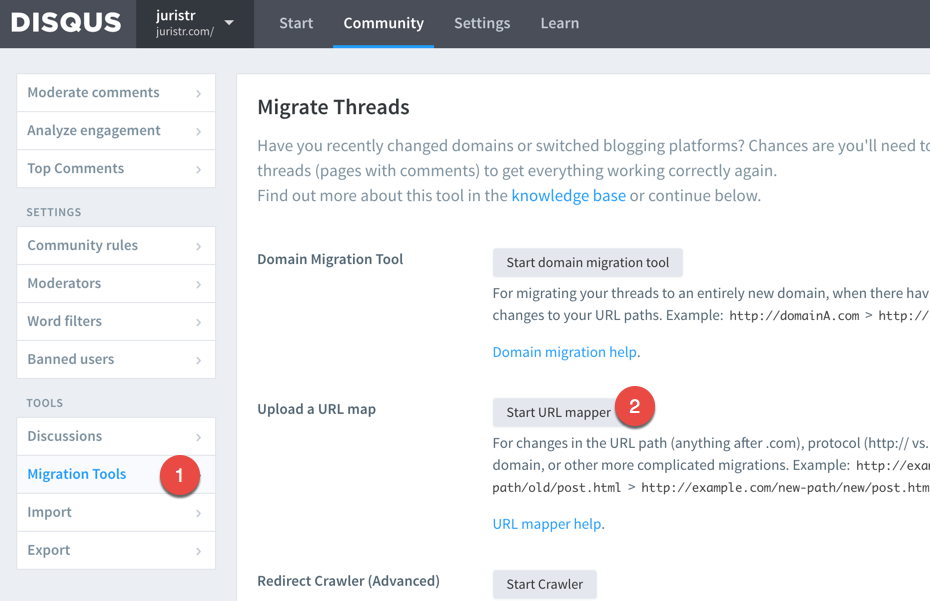 DISQUS
juristr
juristr.com/
Start
Community
Settings
Learn
Moderate comments
Analyze engagement
Top Comments
SETTINGS
Community rules
Moderators
Word filters
Banned users
TOOLS
Discussions
Migration Tools
1
Import
Export
Migrate Threads
Have you recently changed domains or switched blogging platforms? Chances are you'll need to
threads (pages with comments) to get everything working correctly again.
Find out more about this tool in the knowledge base or continue below.
Domain Migration Tool
Start domain migration tool
For migrating your threads to an entirely new domain, when there hav
changes to your URL paths. Example: http://domainA.com > http://
Domain migration help.
Upload a URL map
Start URL mapper
2
For changes in the URL path (anything after .com), protocol (http:// vs.
domain, or other more complicated migrations. Example: http://exa
path/old/post.html > http://example.com/new-path/new/post.htm
URL mapper help.
Redirect Crawler (Advanced)
Start Crawler